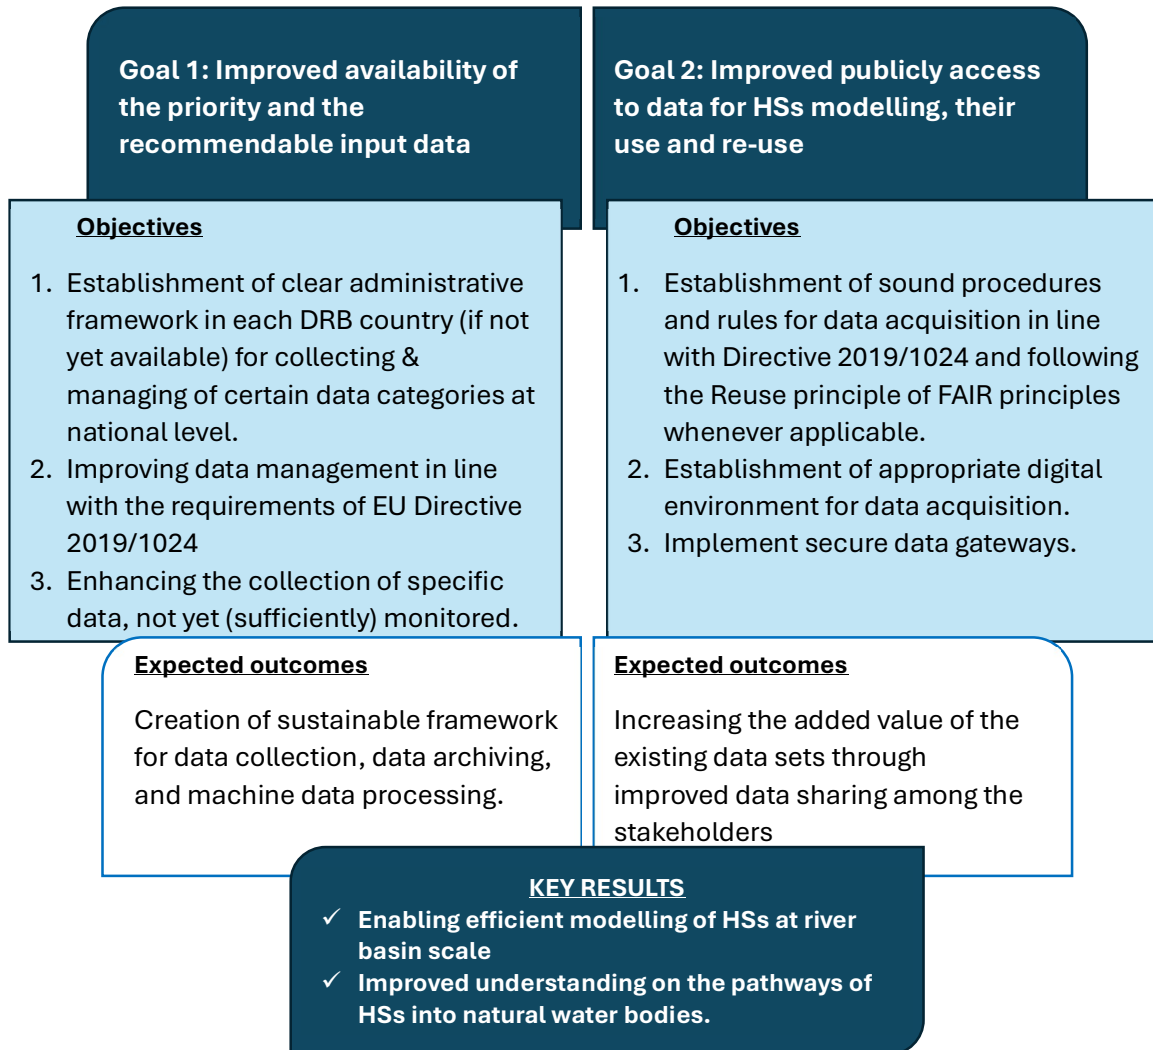 Goal 1: Improved availability of
the priority and the
recommendable input data
Objectives
1. Establishment of clear administrative
framework in each DRB country (if not
yet available) for collecting &
managing of certain data categories at
national level.
2. Improving data management in line
with the requirements of EU Directive
2019/1024
3. Enhancing the collection of specific
data, not yet (sufficiently) monitored.
Expected outcomes
Creation of sustainable framework
for data collection, data archiving,
and machine data processing.
Goal 2: Improved publicly access
to data for HSs modelling, their
use and re-use
Objectives
1. Establishment of sound procedures
and rules for data acquisition in line
with Directive 2019/1024 and following
the Reuse principle of FAIR principles
whenever applicable.
2. Establishment of appropriate digital
environment for data acquisition.
3. Implement secure data gateways.
Expected outcomes
Increasing the added value of the
existing data sets through
improved data sharing among the
stakeholders
KEY RESULTS
✓ Enabling efficient modelling of HSs at river
basin scale
✓ Improved understanding on the pathways of
HSs into natural water bodies.